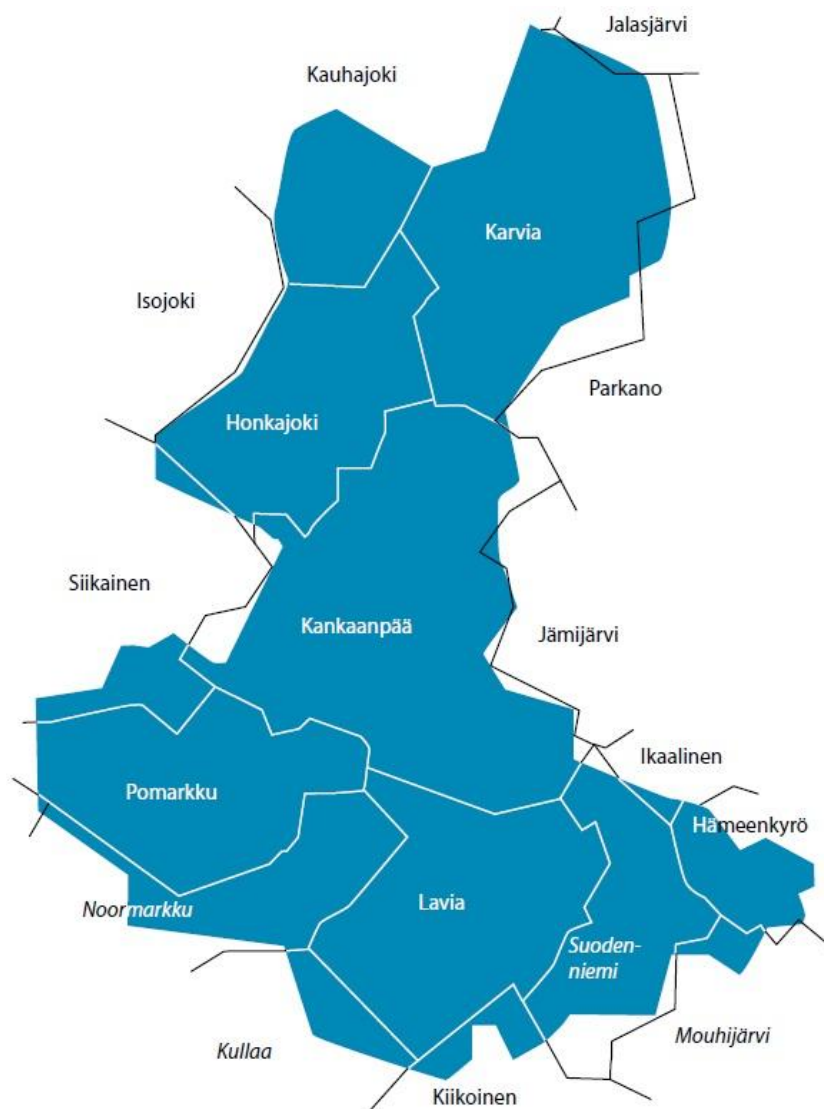 Jalasjärvi
Kauhajoki
Karvia
Isojoki
Parkano
Honkajoki
Siikainen
Kankaanpää
Jämijärvi
Ikaalinen
Pomarkku
Hämeenkyrö
Noormarkku
Lavia
Suoden-
niemi
Mouhijärvi
Kullaa
Kiikoinen